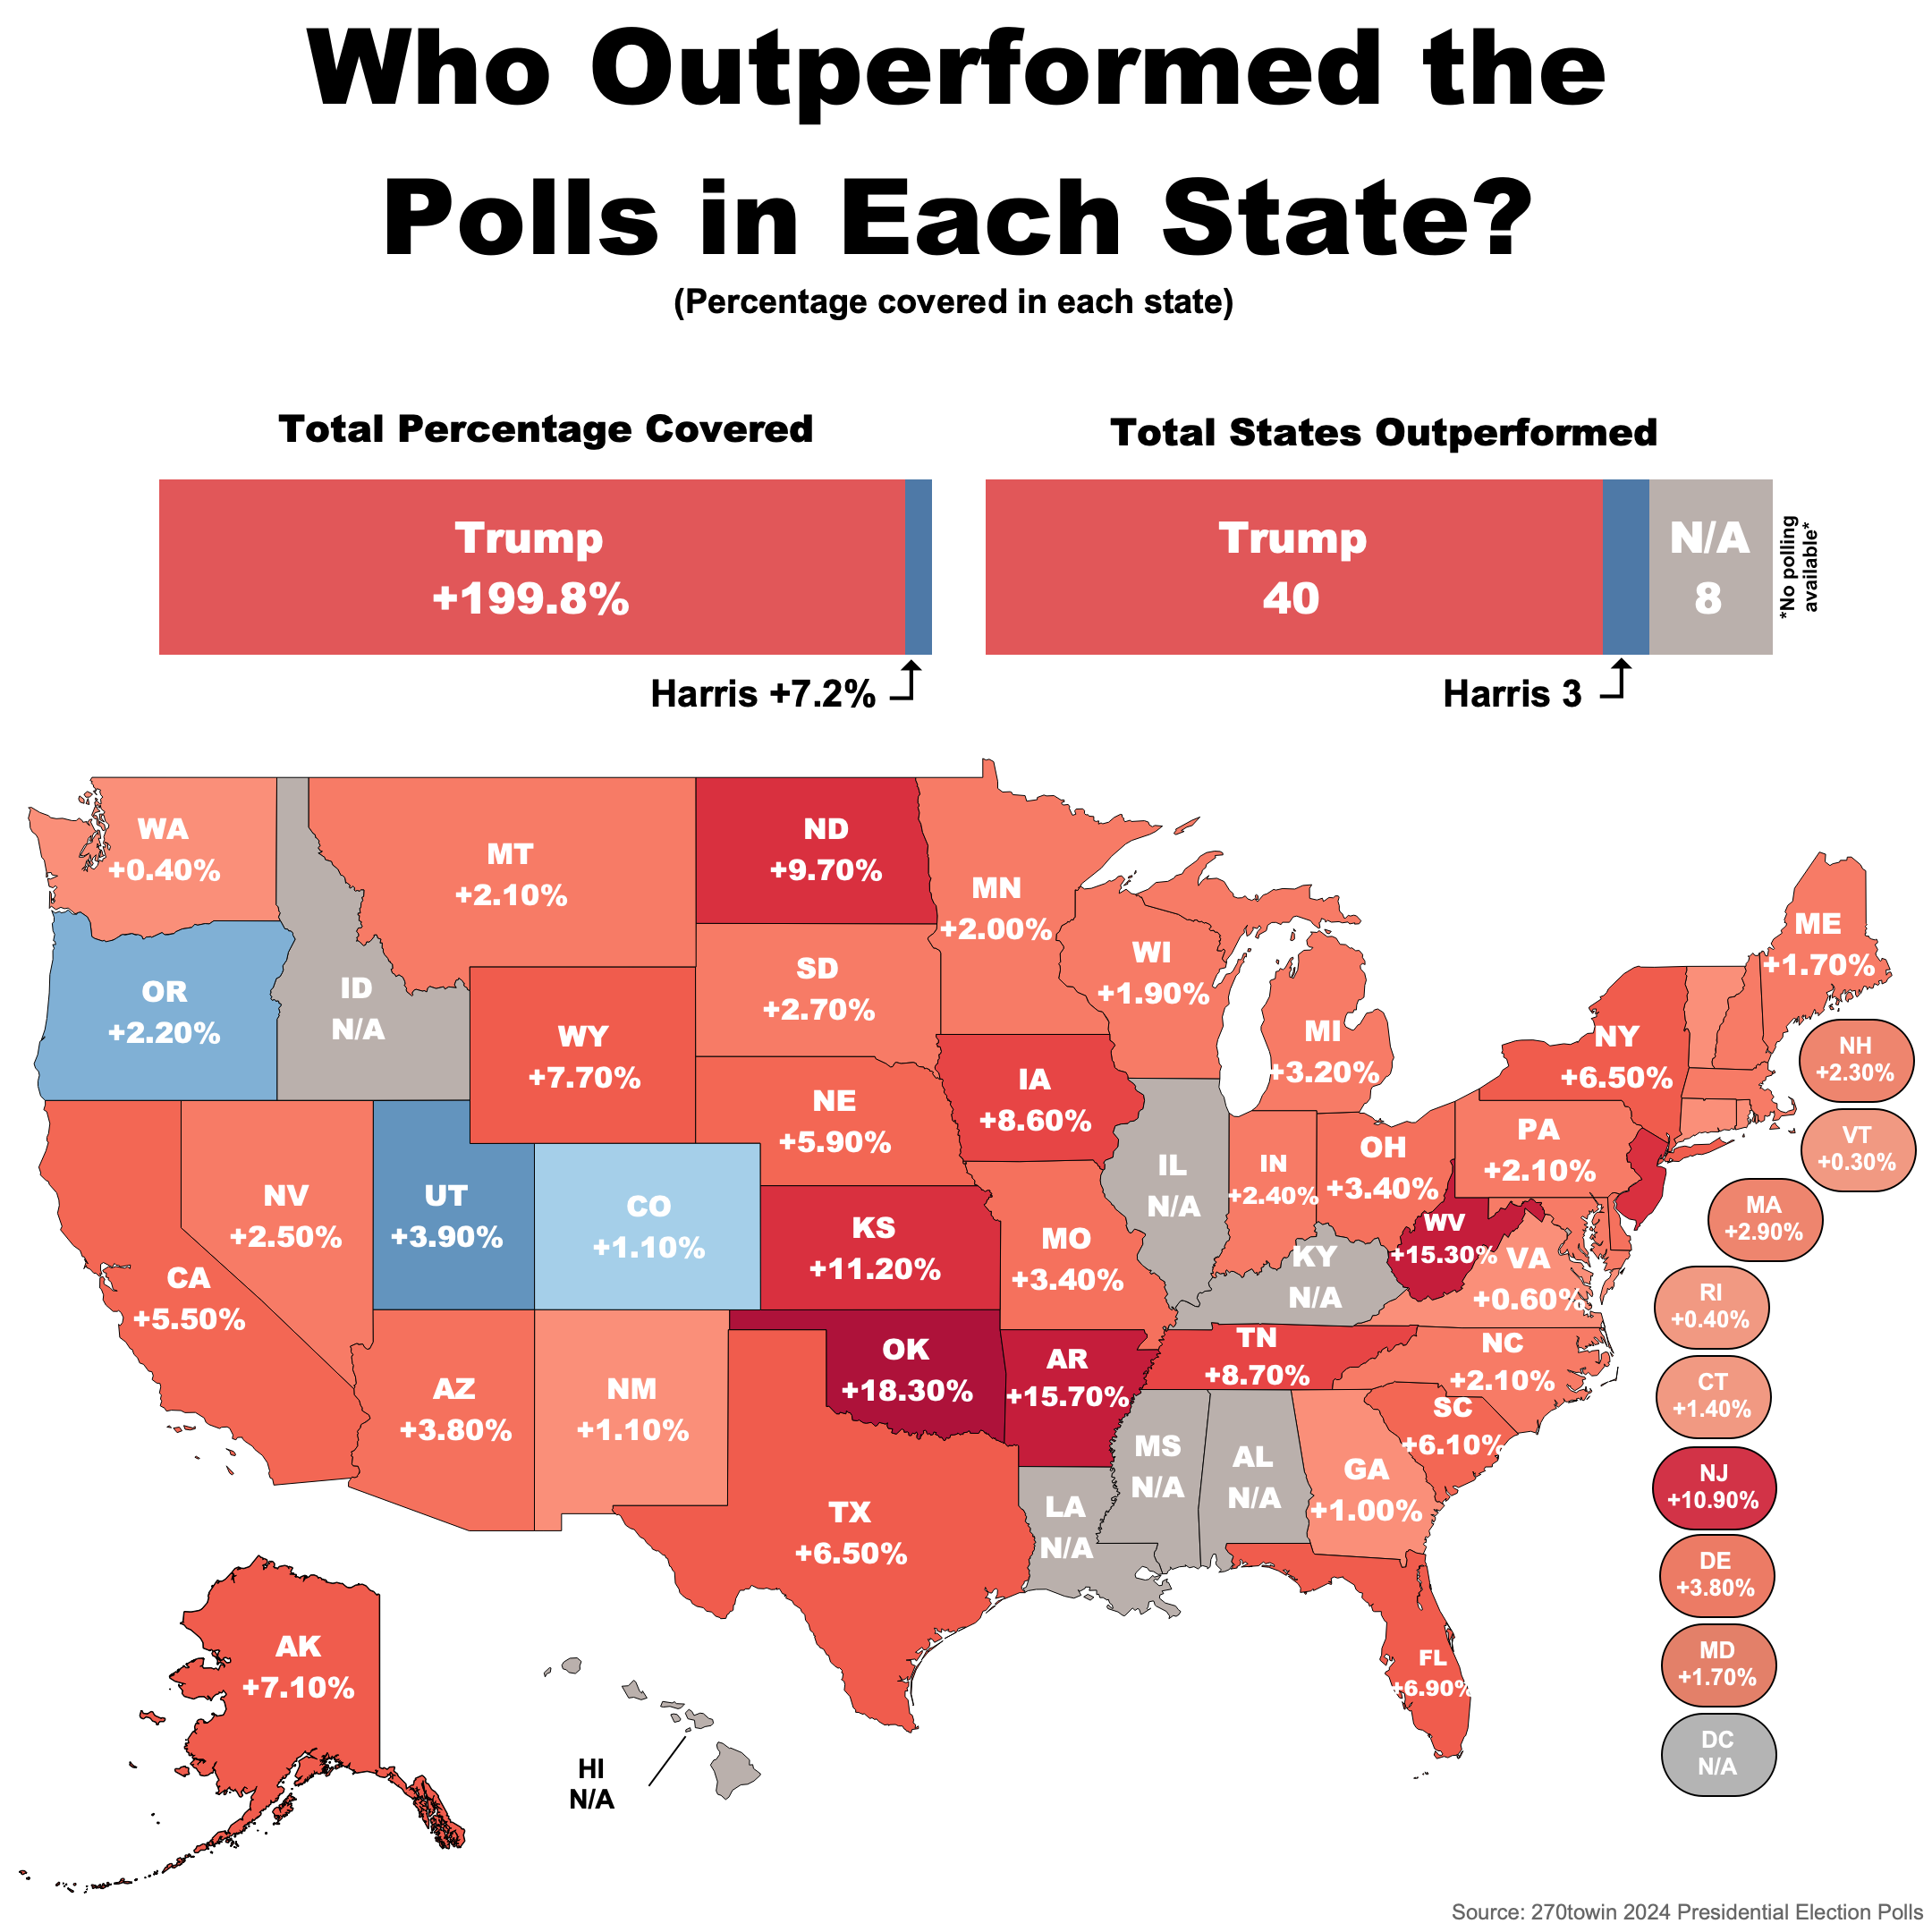 Who Outperformed the
Polls in Each State?
(Percentage covered in each state)
Total Percentage Covered
Trump
+199.8%
Harris +7.2%
Total States Outperformed
Trump
40
N/A
8
*No polling
available*
Harris 3
WA
+0.40%
MT
+2.10%
ND
+9.70%
MN
+2.00%
ME
+1.70%
OR
+2.20%
ID
N/A
SD
+2.70%
WI
+1.90%
WY
+7.70%
MI
+3.20%
NY
+6.50%
NH
+2.30%
IA
+8.60%
NE
+5.90%
PA
+2.10%
VT
+0.30%
NV
+2.50%
UT
+3.90%
CO
+1.10%
KS
+11.20%
MO
+3.40%
IL
N/A
IN
+2.40%
OH
+3.40%
WV
+15.30%
VA
+0.60%
MA
+2.90%
CA
+5.50%
KY
N/A
RI
+0.40%
AZ
+3.80%
NM
+1.10%
OK
+18.30%
AR
+15.70%
TN
+8.70%
NC
+2.10%
CT
+1.40%
SC
+6.10%
TX
+6.50%
LA
N/A
MS
N/A
AL
N/A
GA
+1.00%
NJ
+10.90%
DE
+3.80%
AK
+7.10%
FL
+6.90%
MD
+1.70%
HI
N/A
DC
N/A
Source: 270towin 2024 Presidential Election Polls